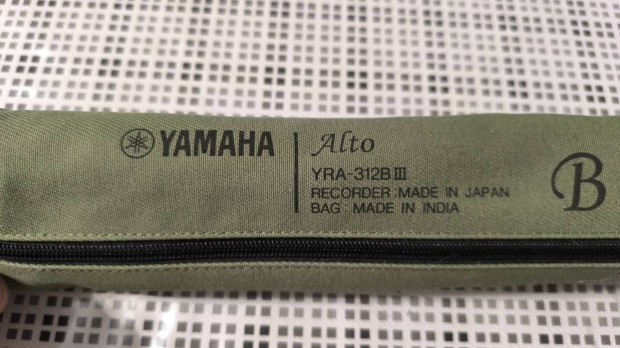 YAMAHA
Alto
YRA-312BⅢ
RECORDER:MADE IN JAPAN
BAG: MADE IN INDIA
B